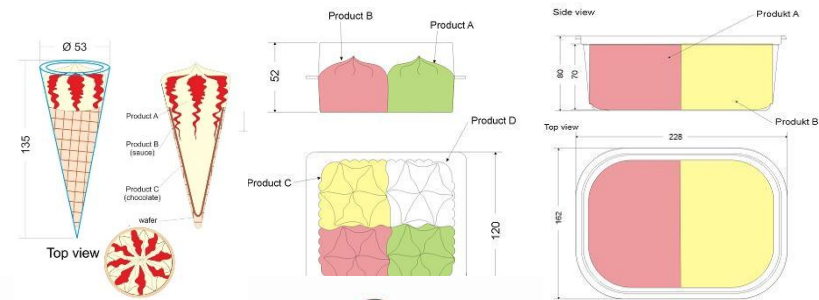 Ø 53
135
Product A
Product B
(sauce)
Product C
(chocolate)
wafer
Top view
Product B
Product A
52
Product D
Product C
120
Side view
Produkt A
80
70
Produkt B
Top view
226
162